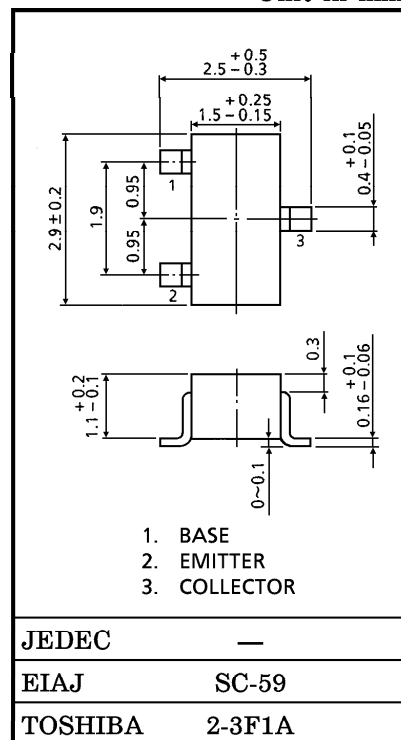 +0.5
2.5 −0.3
+0.25
1.5 −0.15
2.9 ± 0.2
1.9
0.95
0.95
1
2
3
+0.1
0.4 −0.05
+0.2
1.1 −0.1
0.3
+0.1
0.16 −0.06
0~0.1
1. BASE
2. EMITTER
3. COLLECTOR
JEDEC —
EIAJ SC-59
TOSHIBA 2-3F1A